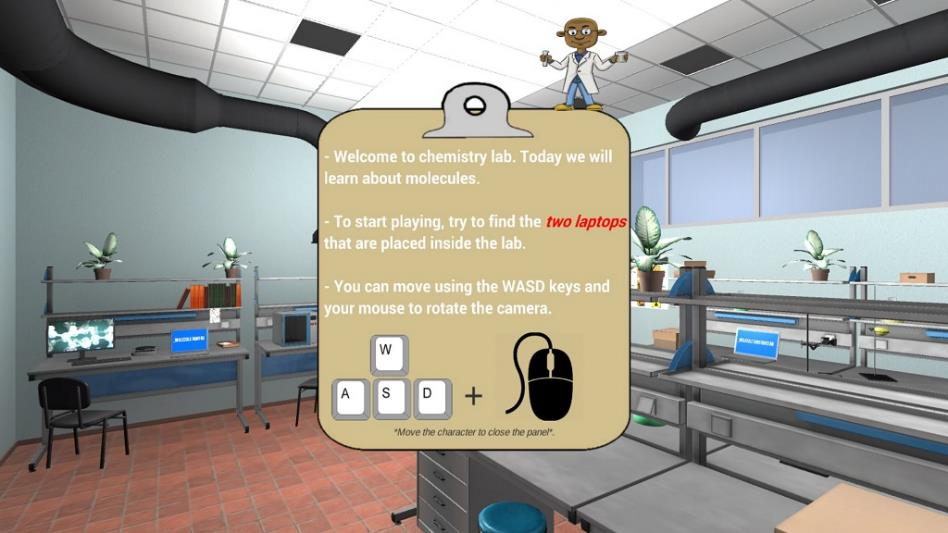 - Welcome to chemistry lab. Today we will
learn about molecules.
- To start playing, try to find the two laptops
that are placed inside the lab.
- You can move using the WASD keys and
your mouse to rotate the camera.
W
A S D +
*Move the character to close the panel*.